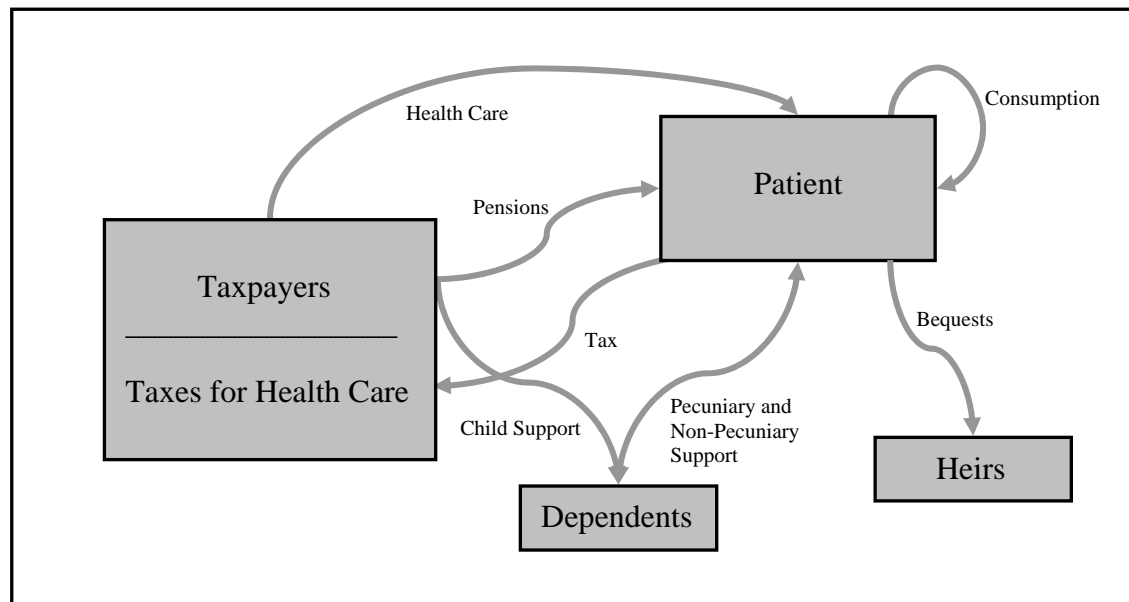 Health Care
Consumption
Patient
Pensions
Taxpayers
Taxes for Health Care
Tax
Bequests
Child Support
Pecuniary and
Non-Pecuniary
Support
Heirs
Dependents